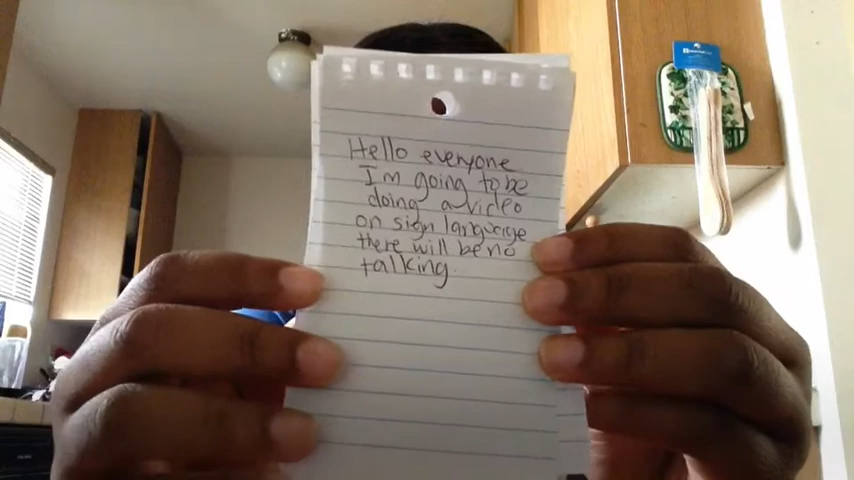 Hello everyone
I'm going to be
doing a video
on sign language
there will be no
talking.